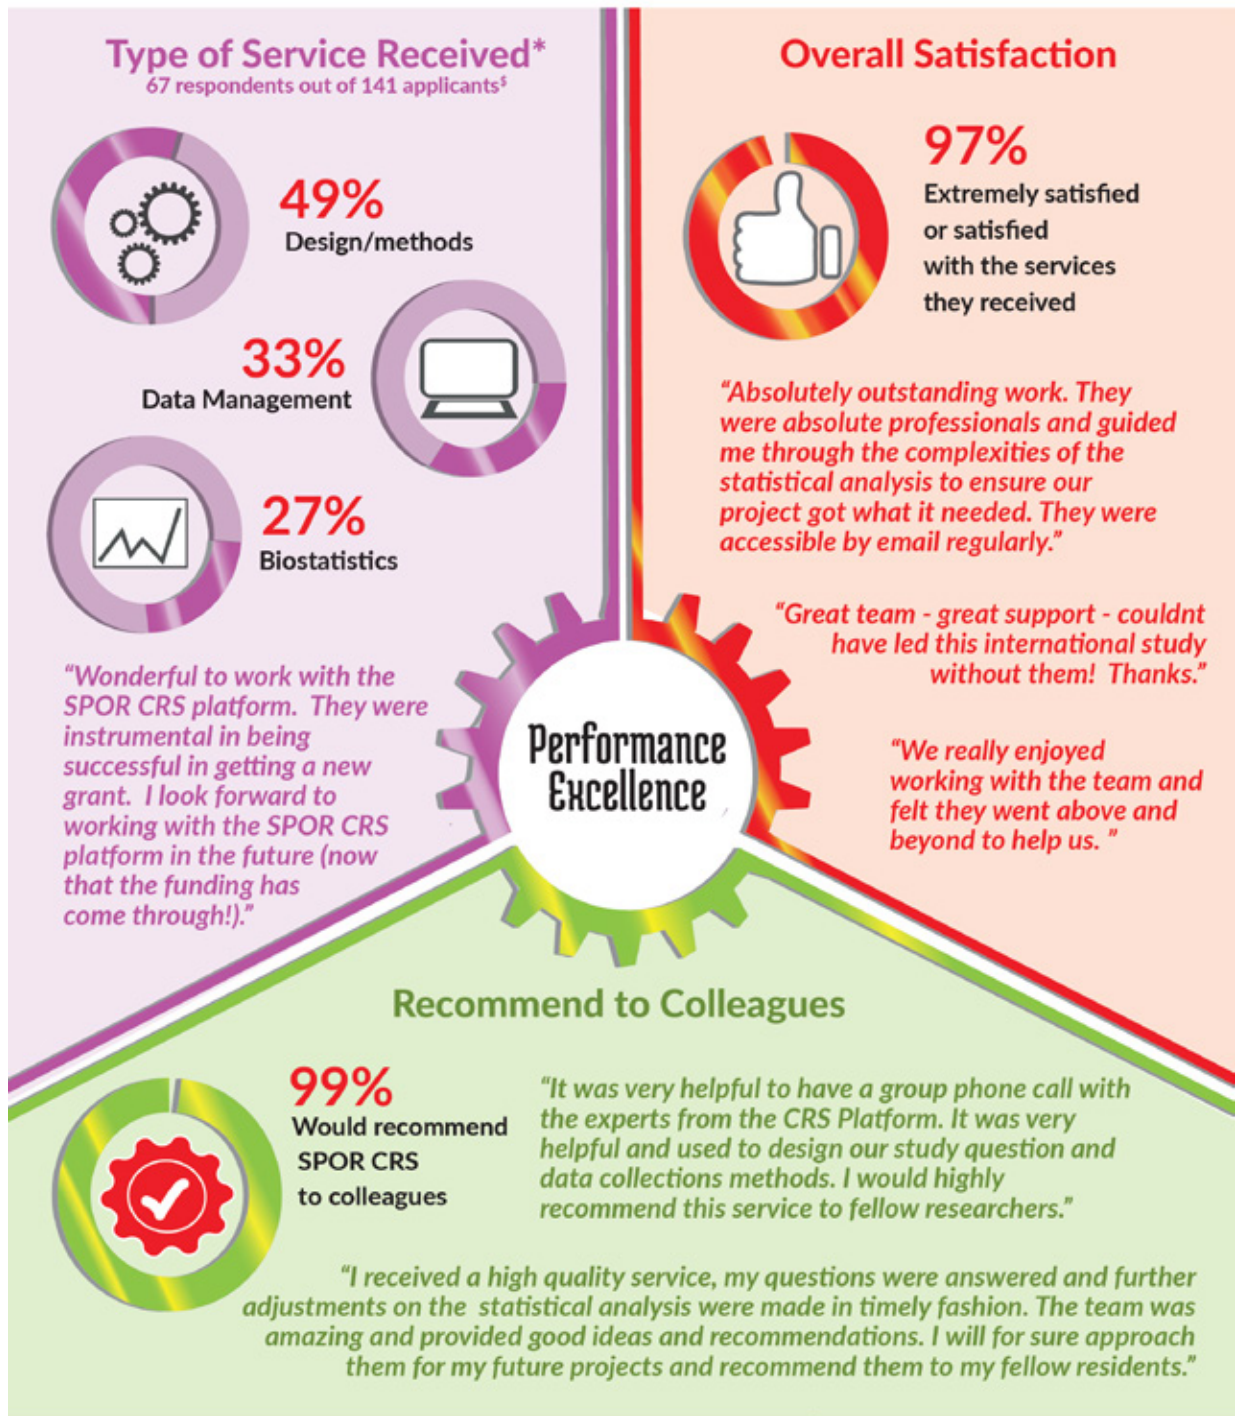 Type of Service Received*
67 respondents out of 141 applicants$
49%
Design/methods
33%
Data Management
27%
Biostatistics
“Wonderful to work with the
SPOR CRS platform. They were
instrumental in being
successful in getting a new
grant. I look forward to
working with the SPOR CRS
platform in the future (now
that the funding has
come through!).”
Overall Satisfaction
97%
Extremely satisfied
or satisfied
with the services
they received
“Absolutely outstanding work. They
were absolute professionals and guided
me through the complexities of the
statistical analysis to ensure our
project got what it needed. They were
accessible by email regularly.”
“Great team - great support - couldnt
have led this international study
without them! Thanks.”
“We really enjoyed
working with the team and
felt they went above and
beyond to help us. ”
Performance
Excellence
Recommend to Colleagues
99%
Would recommend
SPOR CRS
to colleagues
“It was very helpful to have a group phone call with
the experts from the CRS Platform. It was very
helpful and used to design our study question and
data collections methods. I would highly
recommend this service to fellow researchers.”
“I received a high quality service, my questions were answered and further
adjustments on the statistical analysis were made in timely fashion. The team was
amazing and provided good ideas and recommendations. I will for sure approach
them for my future projects and recommend them to my fellow residents.”